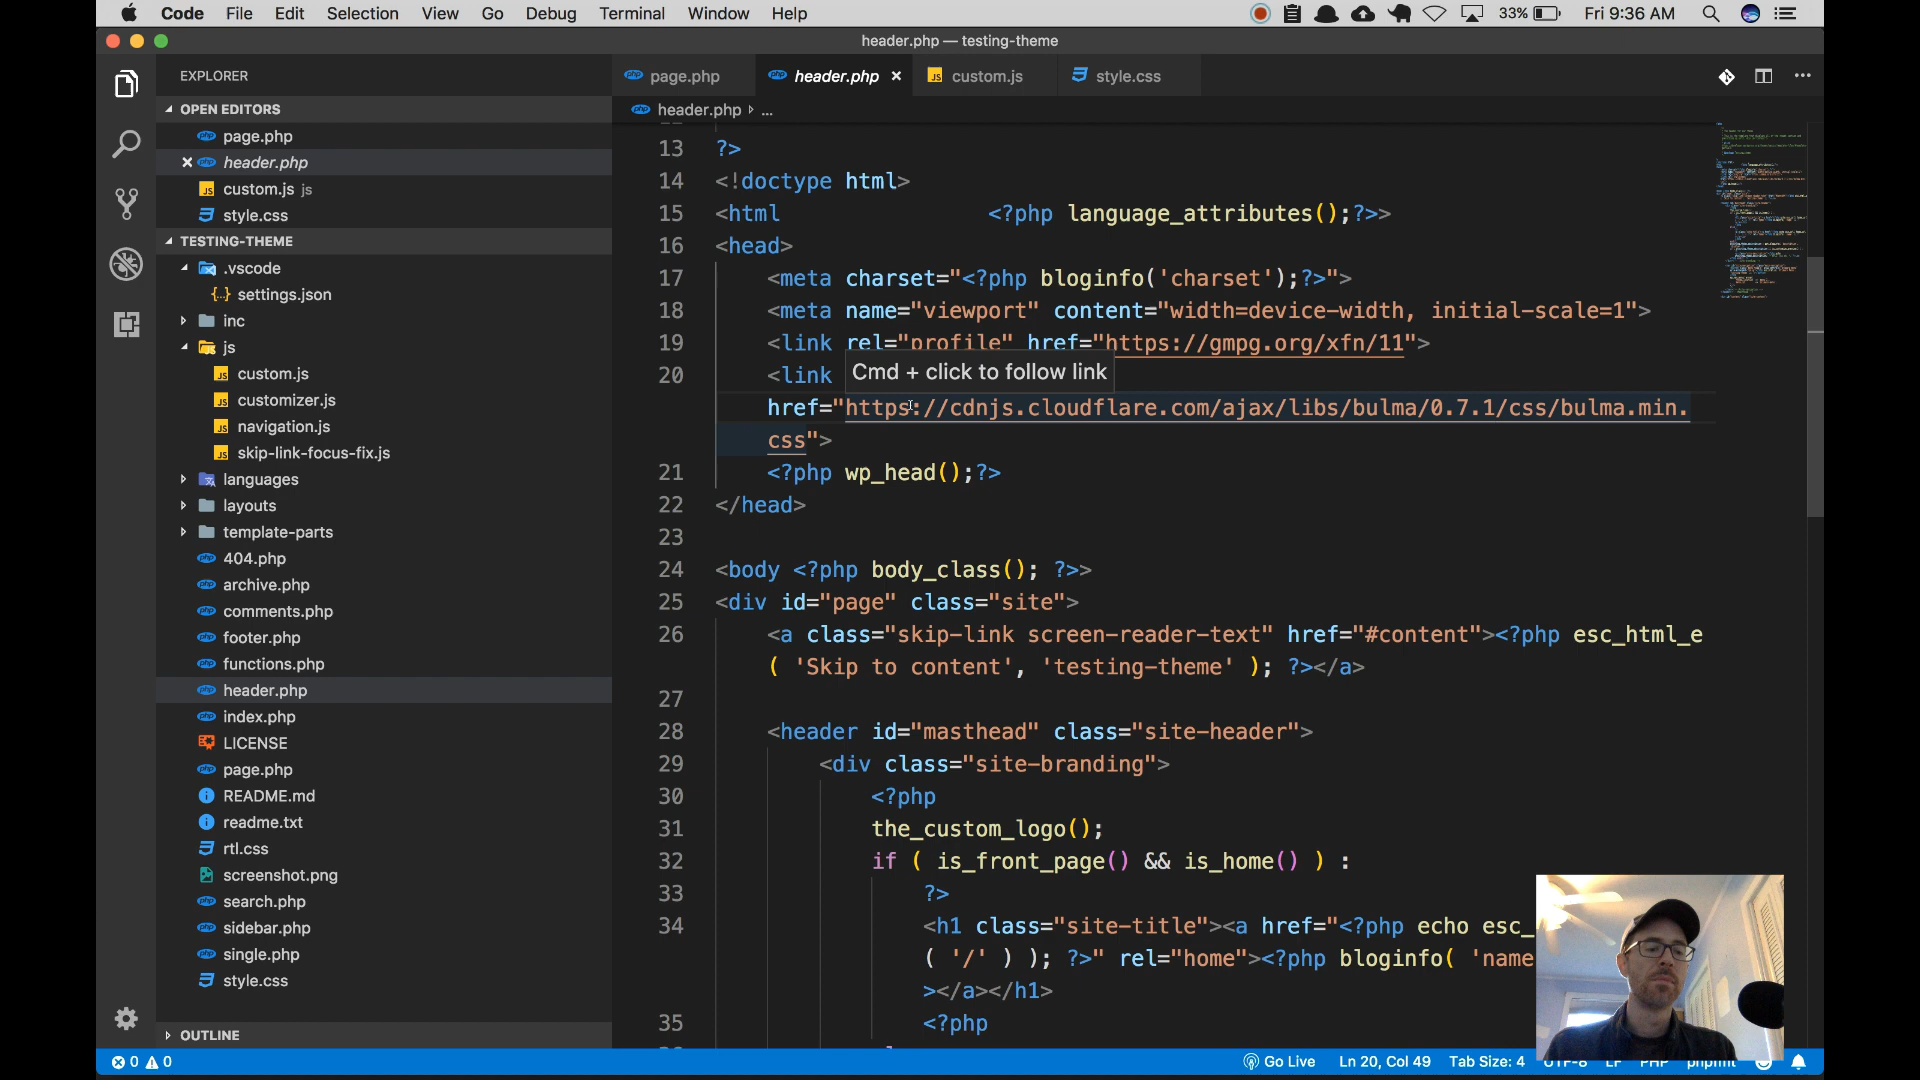 Code File Edit Selection View Go Debug Terminal Window Help 33% Fri 9:36 AM
header.php — testing-theme
EXPLORER
OPEN EDITORS
page.php
header.php
custom.js js
style.css
TESTING-THEME
.vscode
settings.json
inc
js
custom.js
customizer.js
navigation.js
skip-link-focus-fix.js
languages
layouts
template-parts
404.php
archive.php
comments.php
footer.php
functions.php
header.php
index.php
LICENSE
page.php
README.md
readme.txt
rtl.css
screenshot.png
search.php
sidebar.php
single.php
style.css
OUTLINE
page.php header.php custom.js style.css
header.php ...
13 ?>
14 <!doctype html>
15 <html <?php language_attributes();?>>
16 <head>
17 <meta charset="<?php bloginfo('charset');?>">
18 <meta name="viewport" content="width=device-width, initial-scale=1">
19 <link rel="profile" href="https://gmpg.org/xfn/11">
20 <link
Cmd + click to follow link
href="https://cdnjs.cloudflare.com/ajax/libs/bulma/0.7.1/css/bulma.min.
css">
21 <?php wp_head();?>
22 </head>
23
24 <body <?php body_class(); ?>>
25 <div id="page" class="site">
26 <a class="skip-link screen-reader-text" href="#content"><?php esc_html_e
( 'Skip to content', 'testing-theme' ); ?></a>
27
28 <header id="masthead" class="site-header">
29 <div class="site-branding">
30 <?php
31 the_custom_logo();
32 if ( is_front_page() && is_home() ) :
33 ?>
34 <h1 class="site-title"><a href="<?php echo esc_
( '/' ) ); ?>" rel="home"><?php bloginfo( 'name
></a></h1>
35 <?php
0 0 Go Live Ln 20, Col 49 Tab Size: 4 UTF-8 LF PHP phpfmt